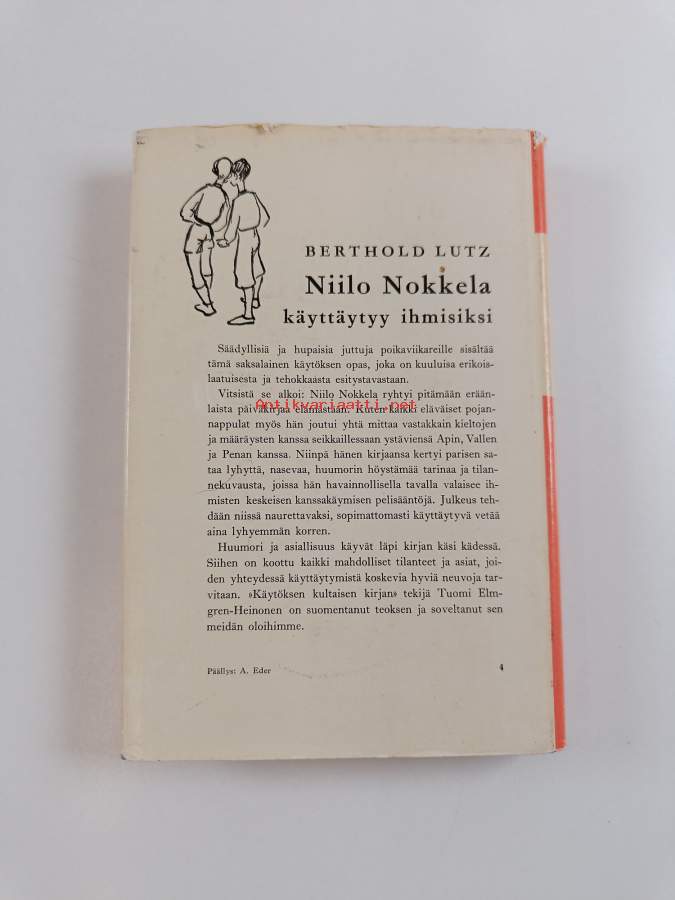 BERTHOLD LUTZ
Niilo Nokkela
käyttäytyy ihmisiksi
Säädyllisiä ja hupaisia juttuja poikaviikareille sisältää
tämä saksalainen käytöksen opas, joka on kuuluisa erikois-
laatuisesta ja tehokkaasta esitystavastaan.
Vitsistä se alkoi: Niilo Nokkela ryhtyi pitämään erään-
laista päiväkirjaa elämästään. Kuten kaikki eläväiset pojan-
Antikvariaatti.net
nappulat myös hän joutui yhtä mittaa vastakkain kieltojen
ja määräysten kanssa seikkaillessaan ystäviensä Apin, Vallen
ja Penan kanssa. Niinpä hänen kirjaansa kertyi parisen sa-
taa lyhyttä, nasevaa, huumorin höystämää tarinaa ja tilan-
nekuvausta, joissa hän havainnollisella tavalla valaisee ih-
misten keskeisen kanssakäymisen pelisääntöjä. Julkeus teh-
dään niissä naurettavaksi, sopimattomasti käyttäytyvä vetää
aina lyhyemmän korren.
Huumori ja asiallisuus käyvät läpi kirjan käsi kädessä.
Siihen on koottu kaikki mahdolliset tilanteet ja asiat, joi-
den yhteydessä käyttäytymistä koskevia hyviä neuvoja tar-
vitaan. »Käytöksen kultaisen kirjan» tekijä Tuomi Elm-
gren-Heinonen on suomentanut teoksen ja soveltanut sen
meidän oloihimme.
Päällys: A. Eder 4